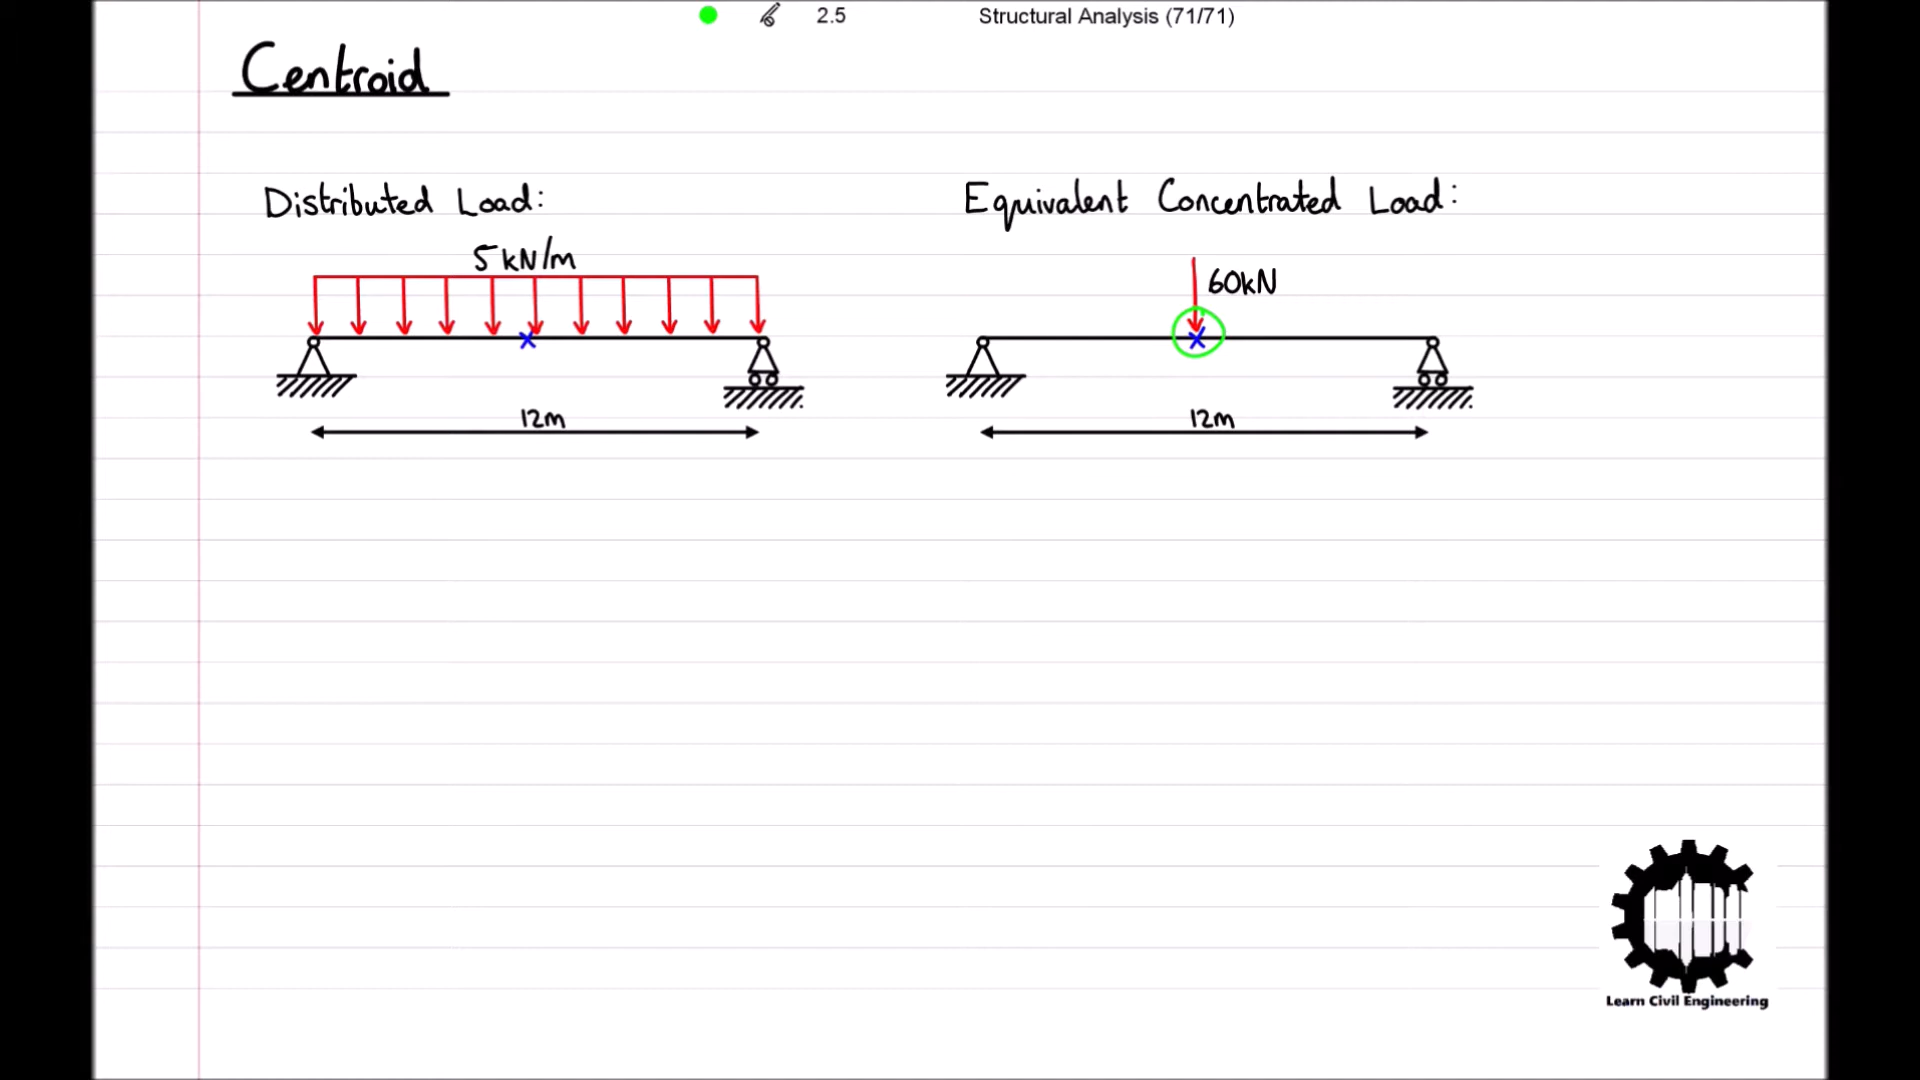 2.5 Structural Analysis (71/71)
Centroid
Distributed Load:
5kN/m
12m
Equivalent Concentrated Load:
60kN
12m
Learn Civil Engineering